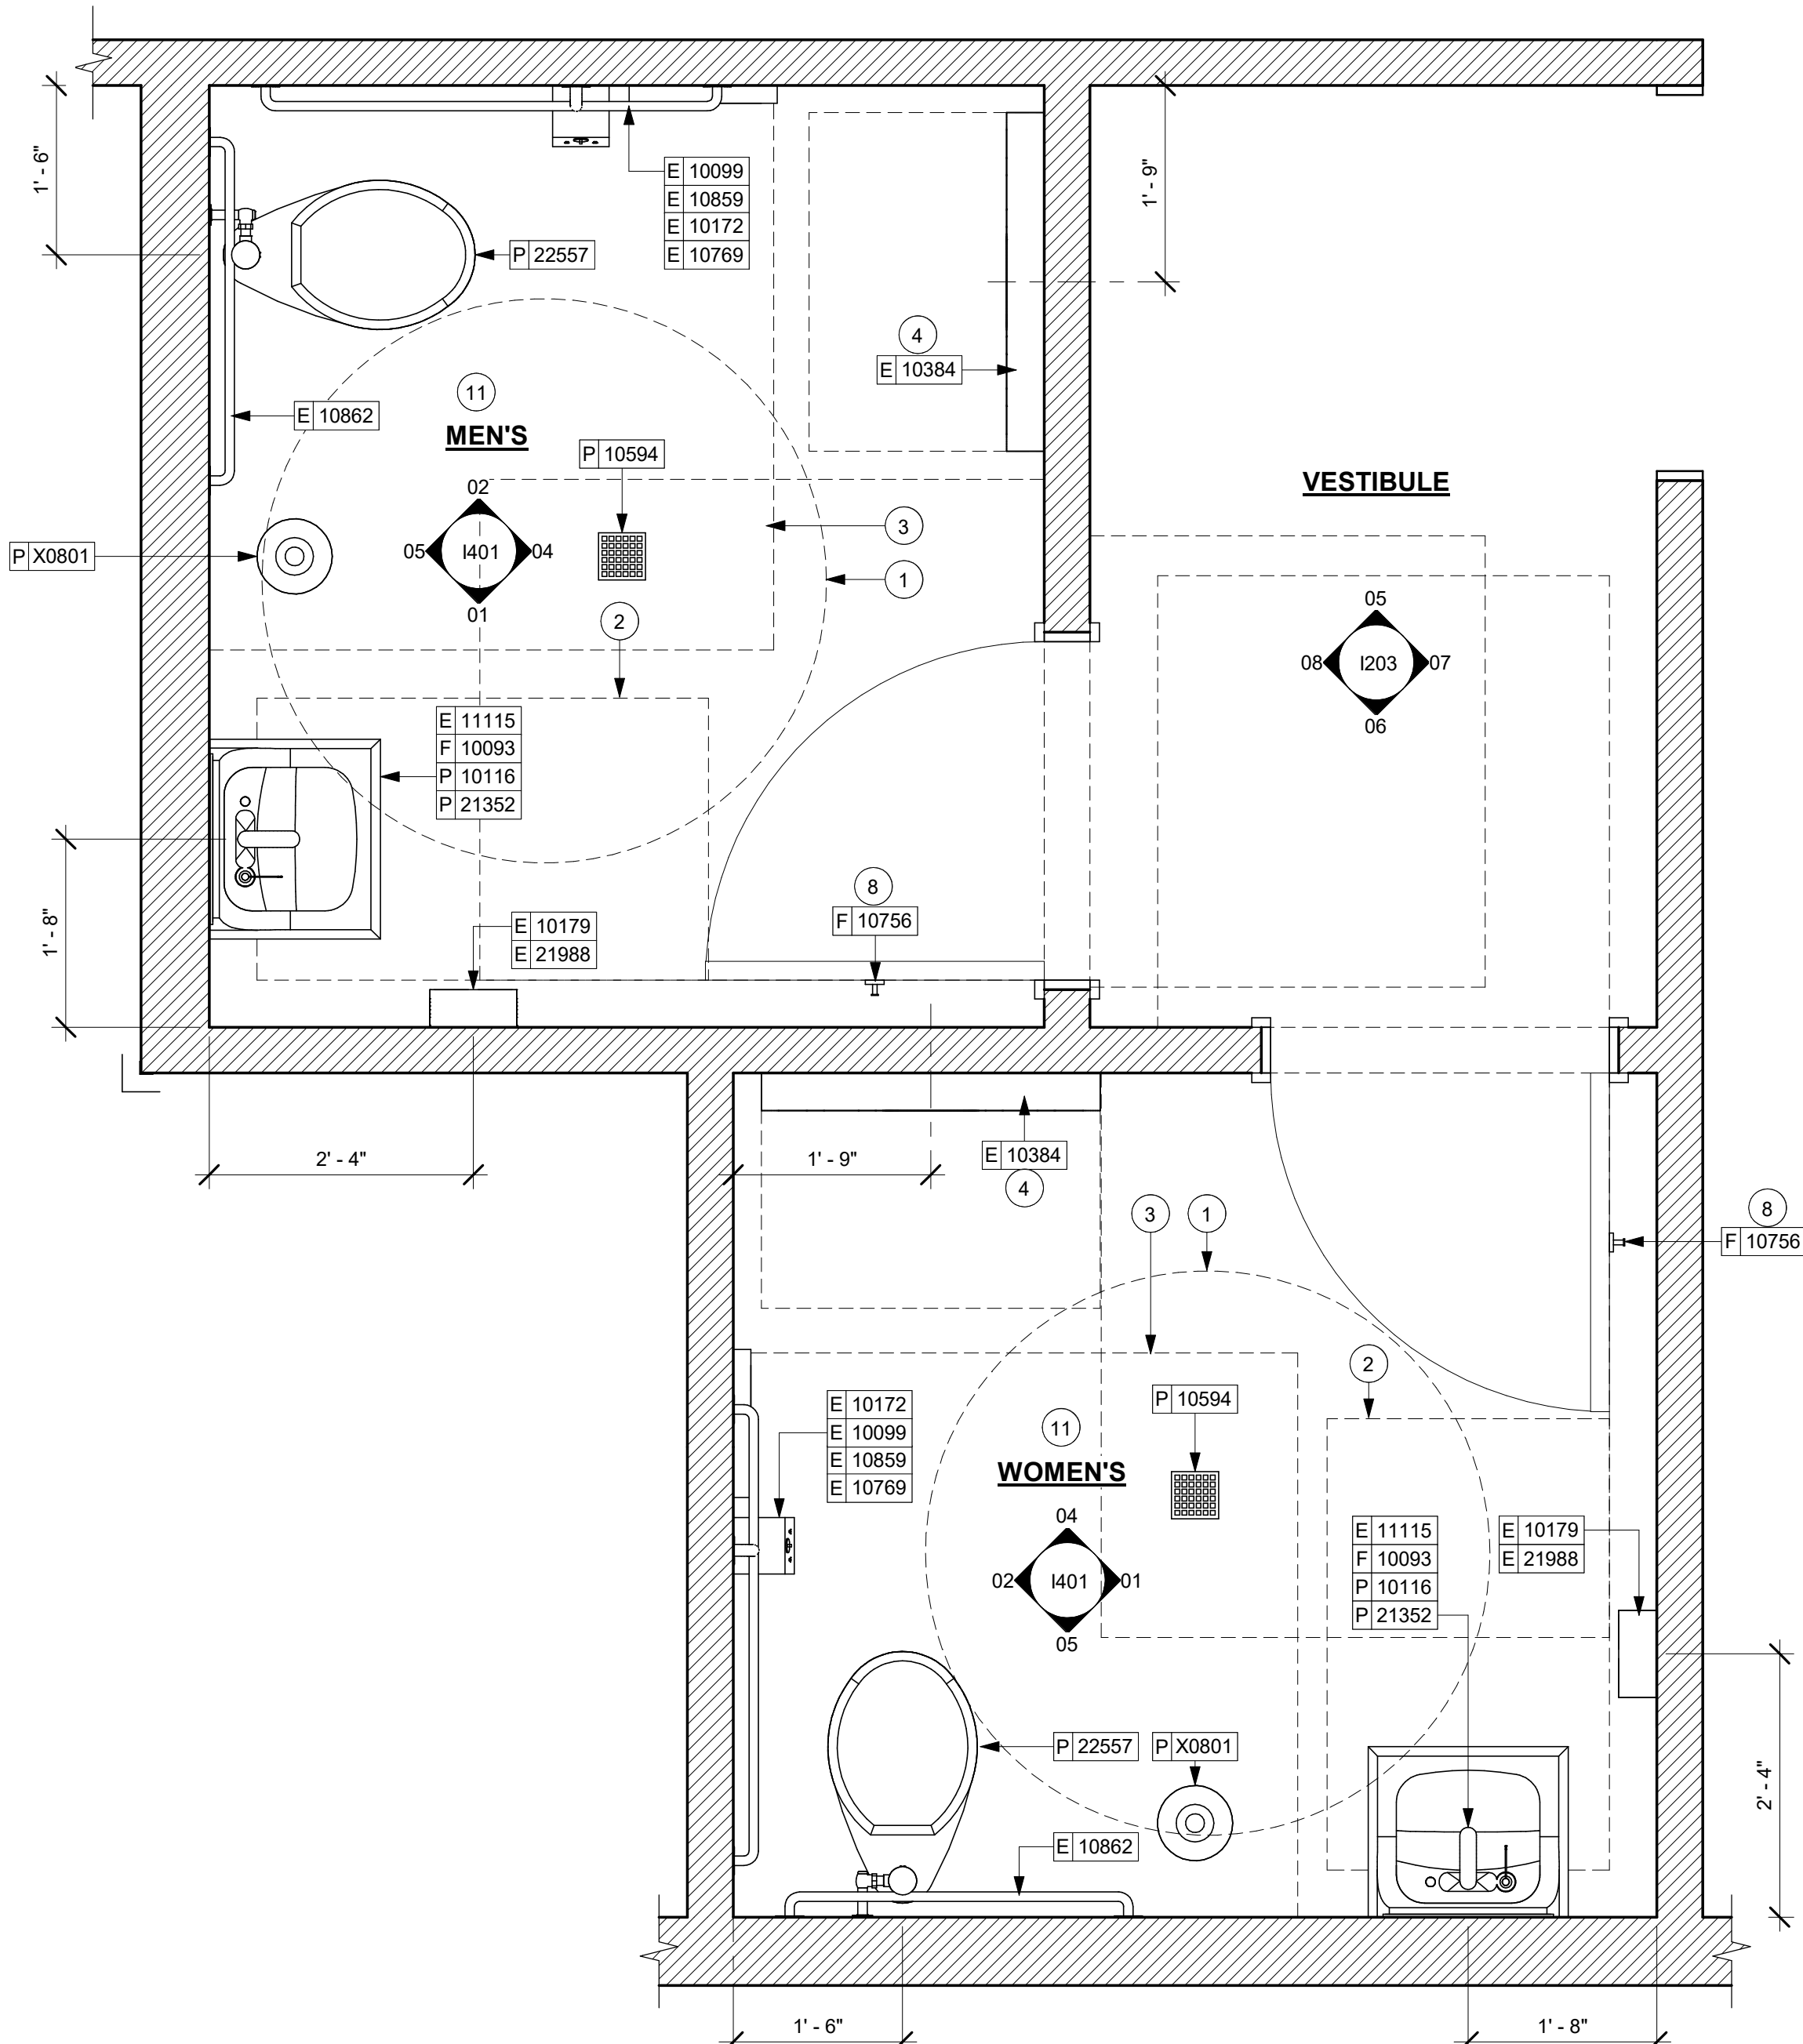 1' - 6"
1' - 9"
E 10099
E 10859
E 10172
E 10769
P 22557
4
E 10384
11
E 10862
MEN'S
P 10594
VESTIBULE
02
3
P X0801
05 I401 04
1
01
2
05
08 I203 07
06
E 11115
F 10093
P 10116
P 21352
8
F 10756
1' - 8"
E 10179
E 21988
2' - 4"
1' - 9"
E 10384
4
3
1
8
F 10756
2
E 10172
E 10099
E 10859
E 10769
P 10594
11
WOMEN'S
04
02 I401 01
05
E 11115
F 10093
P 10116
P 21352
E 10179
E 21988
P 22557
P X0801
2' - 4"
E 10862
1' - 6"
1' - 8"